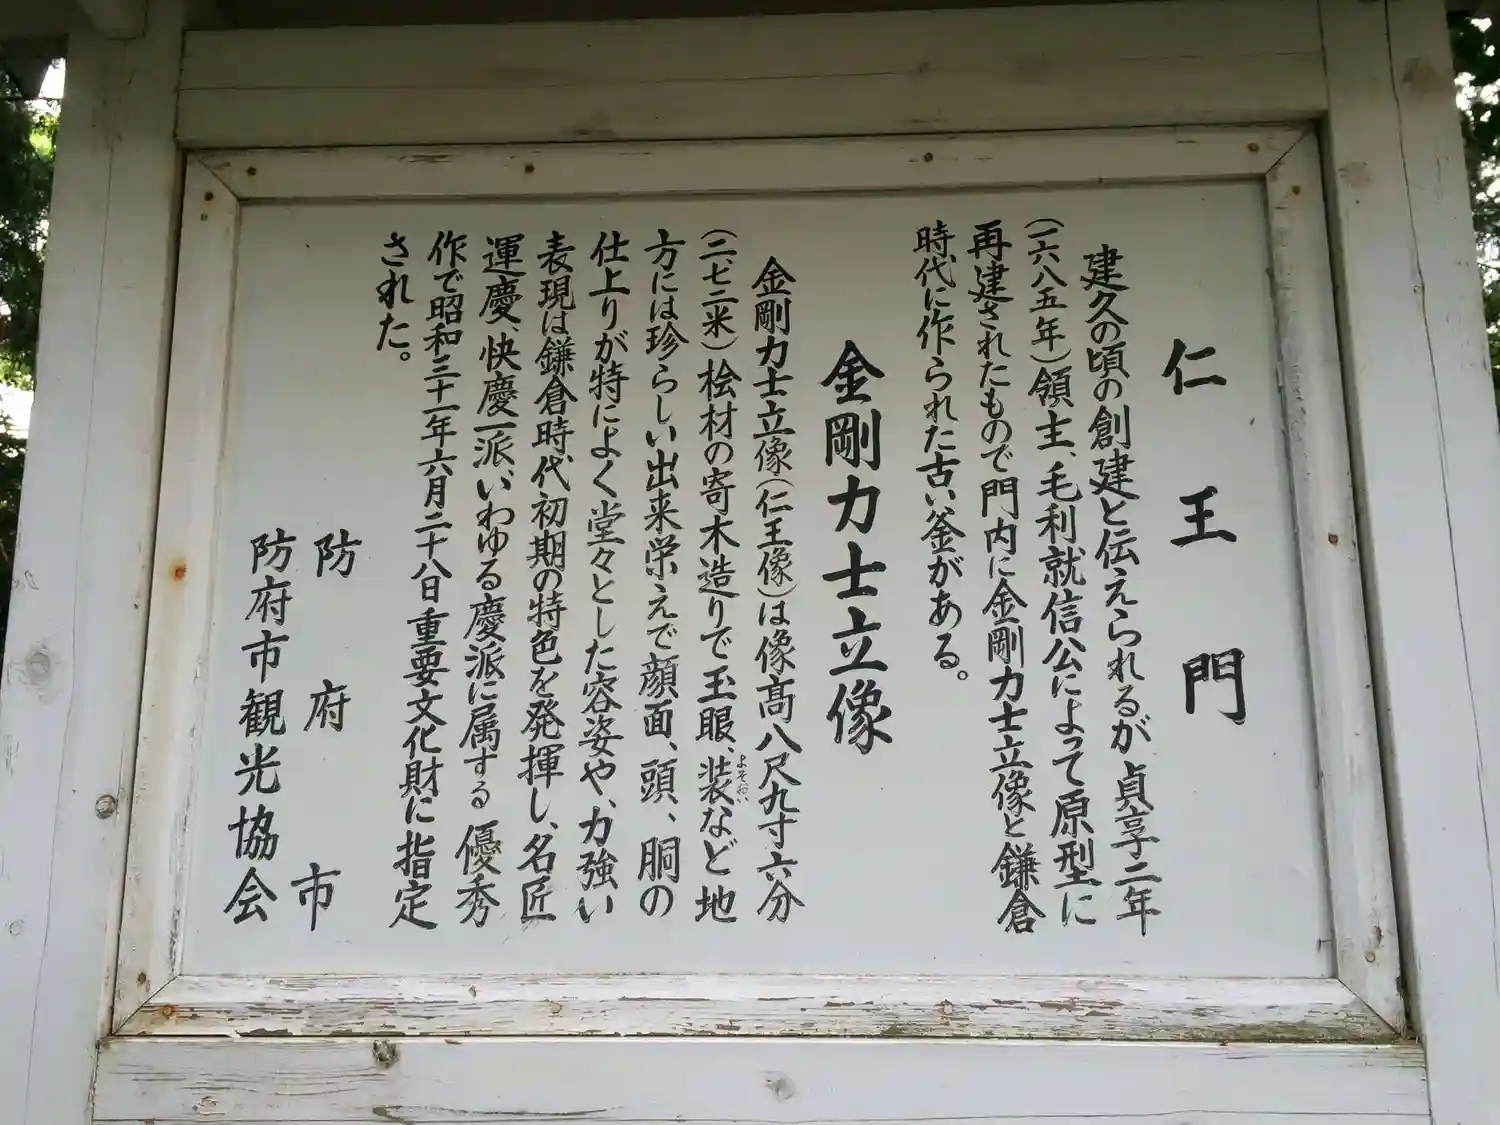 仁王門
建久の頃の創建と伝えられるが貞享二年
(一六八五年)領主、毛利就信公によって原型に
再建されたもので門内に金剛力士立像と鎌倉
時代に作られた古い釜がある。
金剛力士立像
金剛力士立像(仁王像)は像高八尺九寸六分
(二、七二米)桧材の寄木造りで玉眼、装など地
よそおい
方には珍らしい出来栄えで顔面、頭、胴の
仕上りが特によく堂々とした容姿や、力強い
表現は鎌倉時代初期の特色を発揮し、名匠
運慶、快慶一派、いわゆる慶派に属する優秀
作で昭和三十一年六月二十八日重要文化財に指定
された。
防府市
防府市観光協会